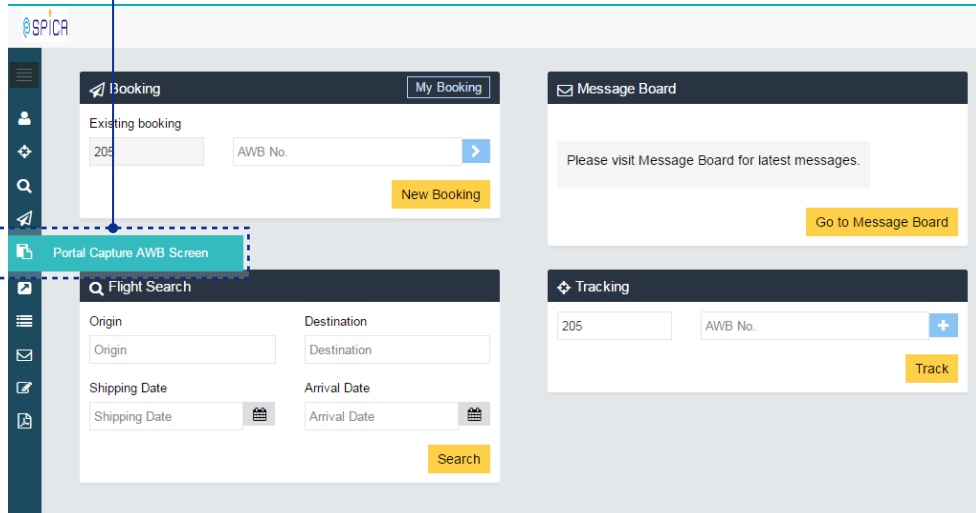 eSPICA
Booking
My Booking
Existing booking
205
AWB No.
New Booking
Message Board
Please visit Message Board for latest messages.
Go to Message Board
Portal Capture AWB Screen
Flight Search
Origin
Destination
Origin
Destination
Shipping Date
Arrival Date
Shipping Date
Arrival Date
Search
Tracking
205
AWB No.
Track